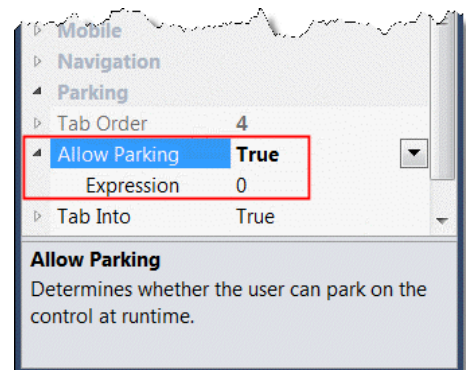 Mobile
Navigation
Parking
Tab Order 4
Allow Parking True
Expression 0
Tab Into True
Allow Parking
Determines whether the user can park on the
control at runtime.